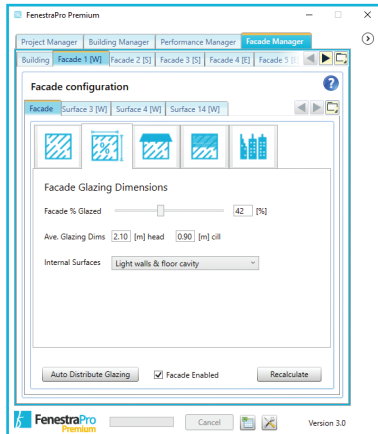 FenestraPro Premium
Project Manager Building Manager Performance Manager Facade Manager
Building Facade 1 [W] Facade 2 [S] Facade 3 [S] Facade 4 [E] Facade 5 [E]
Facade configuration
?
Facade Surface 3 [W] Surface 4 [W] Surface 14 [W]
%
Facade Glazing Dimensions
Facade % Glazed 42 [%]
Ave. Glazing Dims 2.10 [m] head 0.90 [m] cill
Internal Surfaces Light walls & floor cavity
Auto Distribute Glazing Facade Enabled Recalculate
FenestraPro
Premium
Cancel
Version 3.0